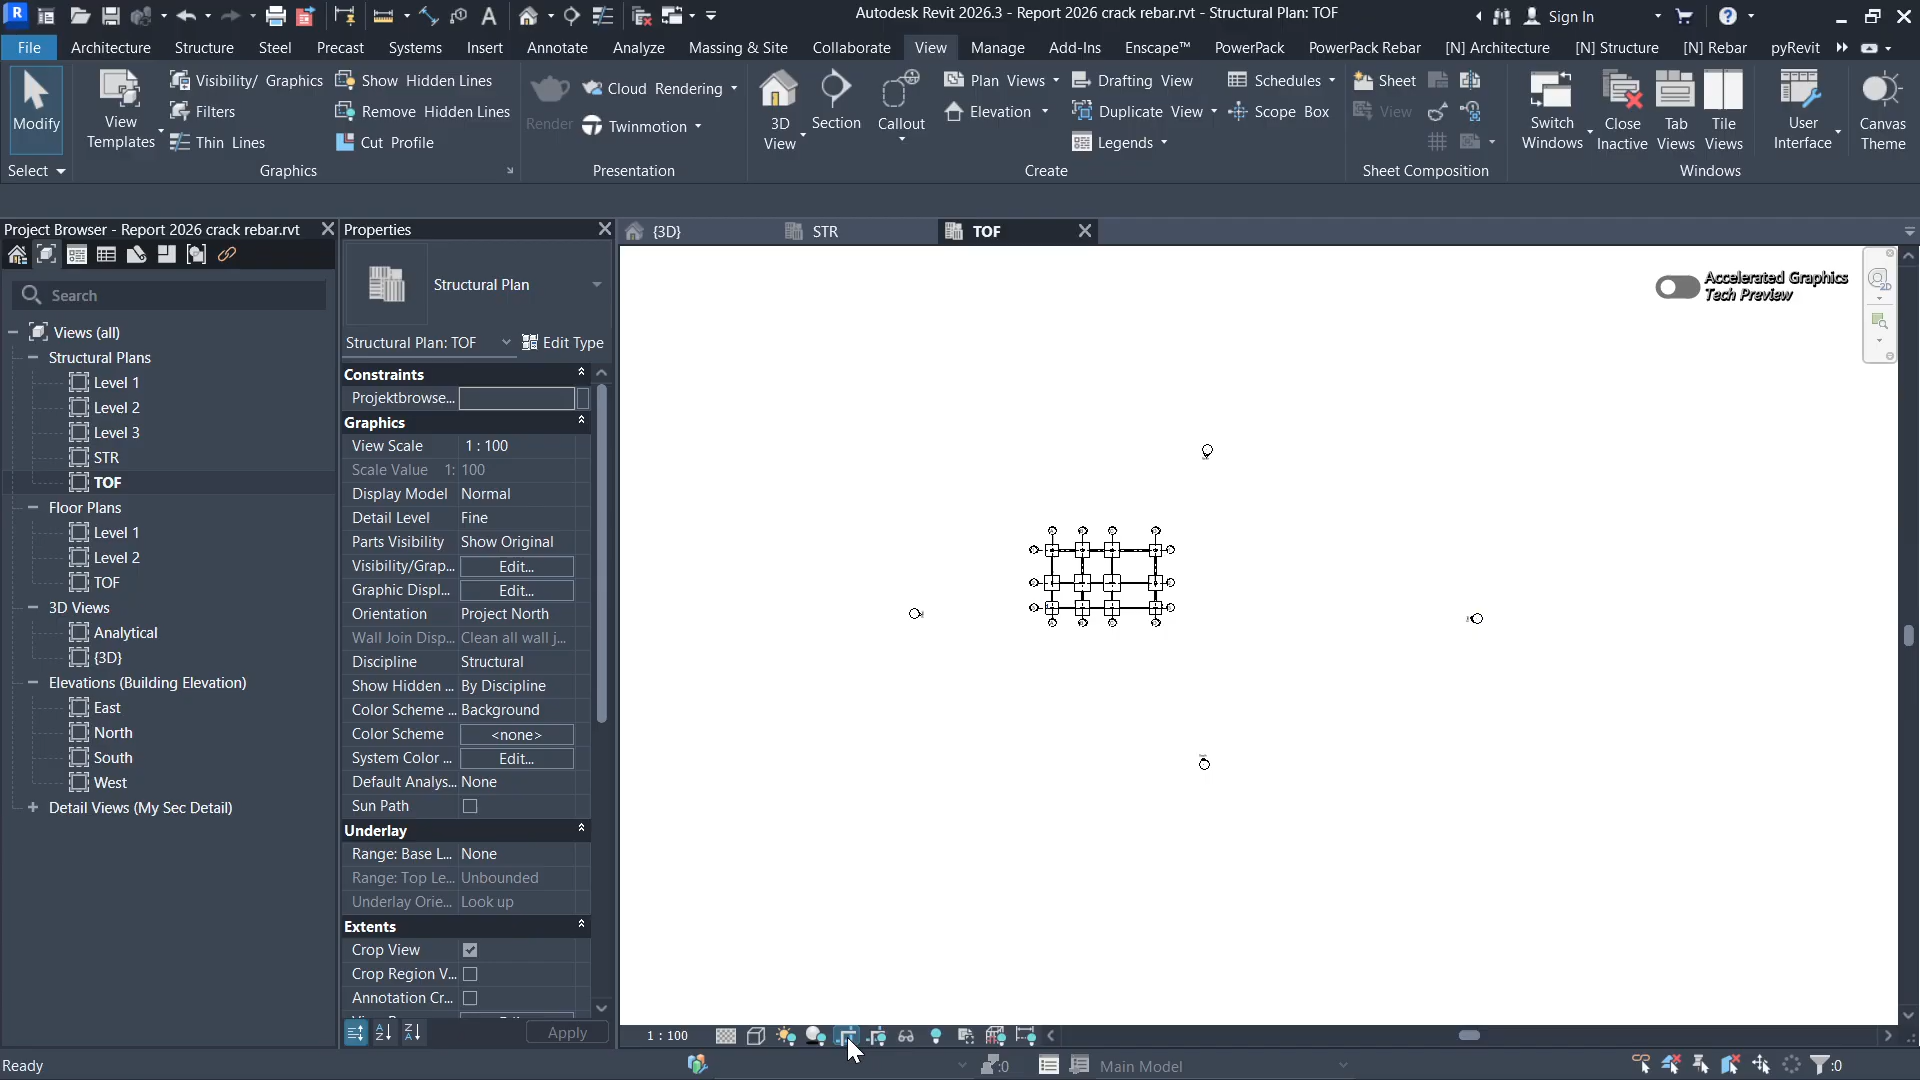 Autodesk Revit 2026.3 - Report 2026 crack rebar.rvt - Structural Plan: TOF
Sign In
File Architecture Structure Steel Precast Systems Insert Annotate Analyze Massing & Site Collaborate View Manage Add-Ins Enscape™ PowerPack PowerPack Rebar [N] Architecture [N] Structure [N] Rebar pyRevit
Modify
View Templates
Visibility/ Graphics
Filters
Thin Lines
Show Hidden Lines
Remove Hidden Lines
Cut Profile
Render
Cloud Rendering
Twinmotion
3D View
Section
Callout
Plan Views
Elevation
Drafting View
Duplicate View
Legends
Schedules
Scope Box
Sheet
View
Switch Windows
Close Inactive
Tab Views
Tile Views
User Interface
Canvas Theme
Select
Graphics
Presentation
Create
Sheet Composition
Windows
Project Browser - Report 2026 crack rebar.rvt
Search
Views (all)
Structural Plans
Level 1
Level 2
Level 3
STR
TOF
Floor Plans
Level 1
Level 2
TOF
3D Views
Analytical
{3D}
Elevations (Building Elevation)
East
North
South
West
Detail Views (My Sec Detail)
Properties
Structural Plan
Structural Plan: TOF Edit Type
Constraints
Projektbrowse...
Graphics
View Scale 1 : 100
Scale Value 1: 100
Display Model Normal
Detail Level Fine
Parts Visibility Show Original
Visibility/Grap... Edit...
Graphic Displ... Edit...
Orientation Project North
Wall Join Disp... Clean all wall j...
Discipline Structural
Show Hidden ... By Discipline
Color Scheme ... Background
Color Scheme <none>
System Color ... Edit...
Default Analys... None
Sun Path
Underlay
Range: Base L... None
Range: Top Le... Unbounded
Underlay Orie... Look up
Extents
Crop View
Crop Region V...
Annotation Cr...
Apply
{3D} STR TOF
Accelerated Graphics
Tech Preview
2D
1 : 100
Ready
:0
Main Model
:0